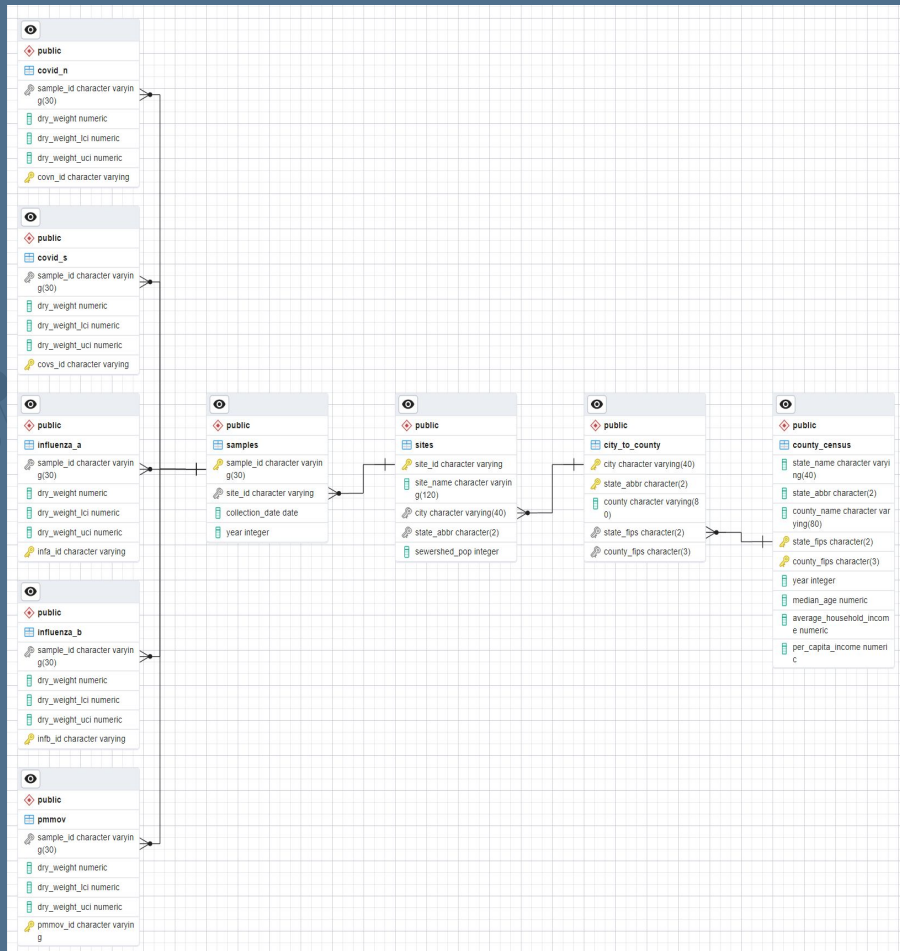 public
covid_n
sample_id character varyin
g(30)
dry_weight numeric
dry_weight_lci numeric
dry_weight_uci numeric
covn_id character varying
public
covid_s
sample_id character varyin
g(30)
dry_weight numeric
dry_weight_lci numeric
dry_weight_uci numeric
covs_id character varying
public
influenza_a
sample_id character varyin
g(30)
dry_weight numeric
dry_weight_lci numeric
dry_weight_uci numeric
infa_id character varying
public
influenza_b
sample_id character varyin
g(30)
dry_weight numeric
dry_weight_lci numeric
dry_weight_uci numeric
infb_id character varying
public
pmmov
sample_id character varyin
g(30)
dry_weight numeric
dry_weight_lci numeric
dry_weight_uci numeric
pmmov_id character varyin
g
public
samples
sample_id character varyin
g(30)
site_id character varying
collection_date date
year integer
public
sites
site_id character varying
site_name character varyin
g(120)
city character varying(40)
state_abbr character(2)
sewershed_pop integer
public
city_to_county
city character varying(40)
state_abbr character(2)
county character varying(8
0)
state_fips character(2)
county_fips character(3)
public
county_census
state_name character varyi
ng(40)
state_abbr character(2)
county_name character var
ying(80)
state_fips character(2)
county_fips character(3)
year integer
median_age numeric
average_household_incom
e numeric
per_capita_income numeri
c